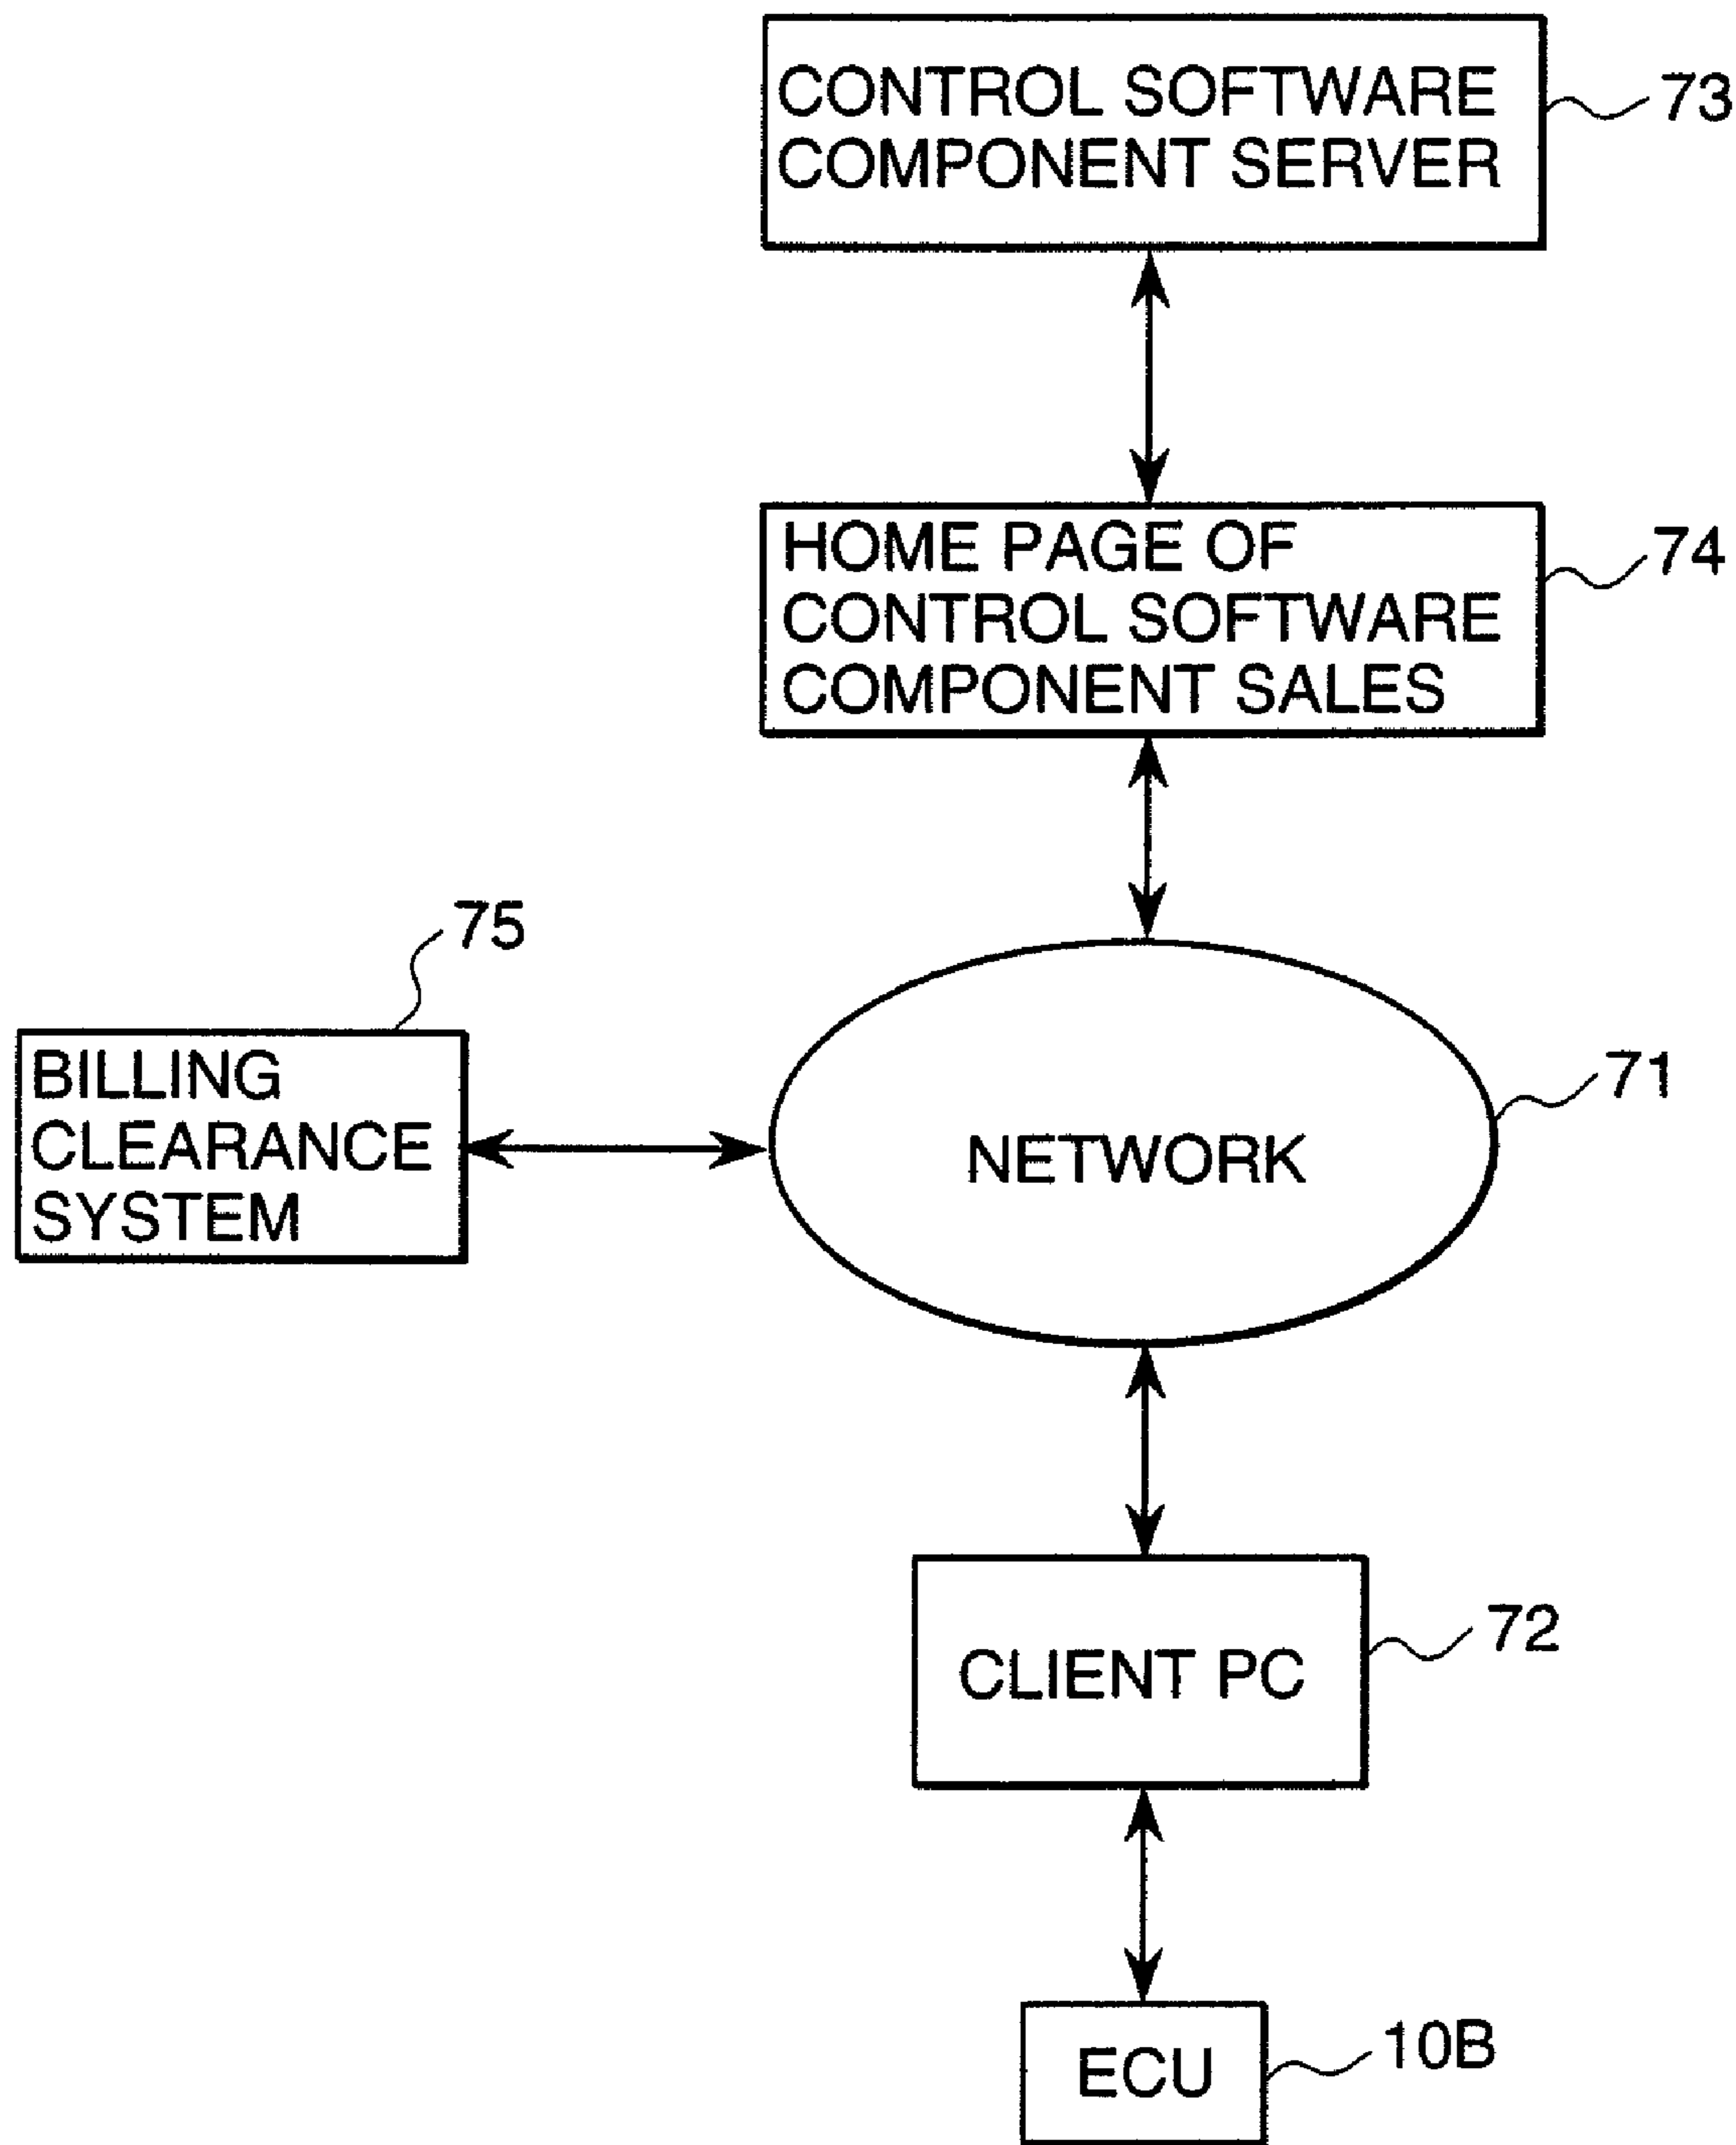 CONTROL SOFTWARE
COMPONENT SERVER
73
HOME PAGE OF
CONTROL SOFTWARE
COMPONENT SALES
74
75
BILLING
CLEARANCE
SYSTEM
NETWORK
71
CLIENT PC
72
ECU
10B